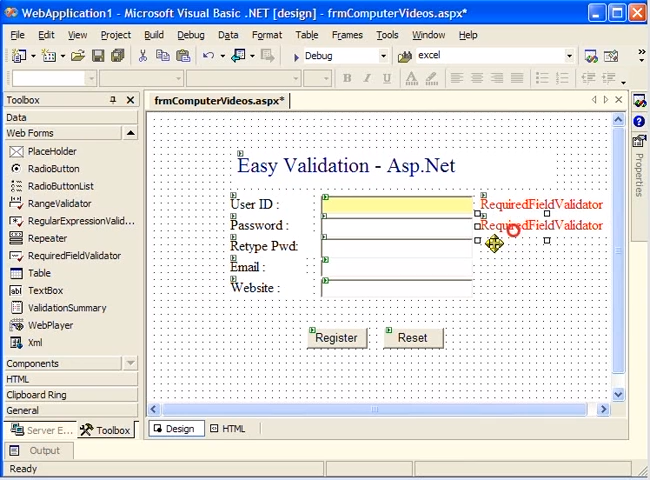 WebApplication1 - Microsoft Visual Basic .NET [design] - frmComputerVideos.aspx*
File Edit View Project Build Debug Data Format Table Frames Tools Window Help
Debug excel
B I U
Toolbox
frmComputerVideos.aspx*
Data
Web Forms
PlaceHolder
RadioButton
RadioButtonList
RangeValidator
RegularExpressionValid...
Repeater
RequiredFieldValidator
Table
TextBox
ValidationSummary
WebPlayer
Xml
Components
HTML
Clipboard Ring
General
Server E... Toolbox
Easy Validation - Asp.Net
User ID : RequiredFieldValidator
Password : RequiredFieldValidator
Retype Pwd:
Email :
Website :
Register Reset
Design HTML
Properties
Output
Ready